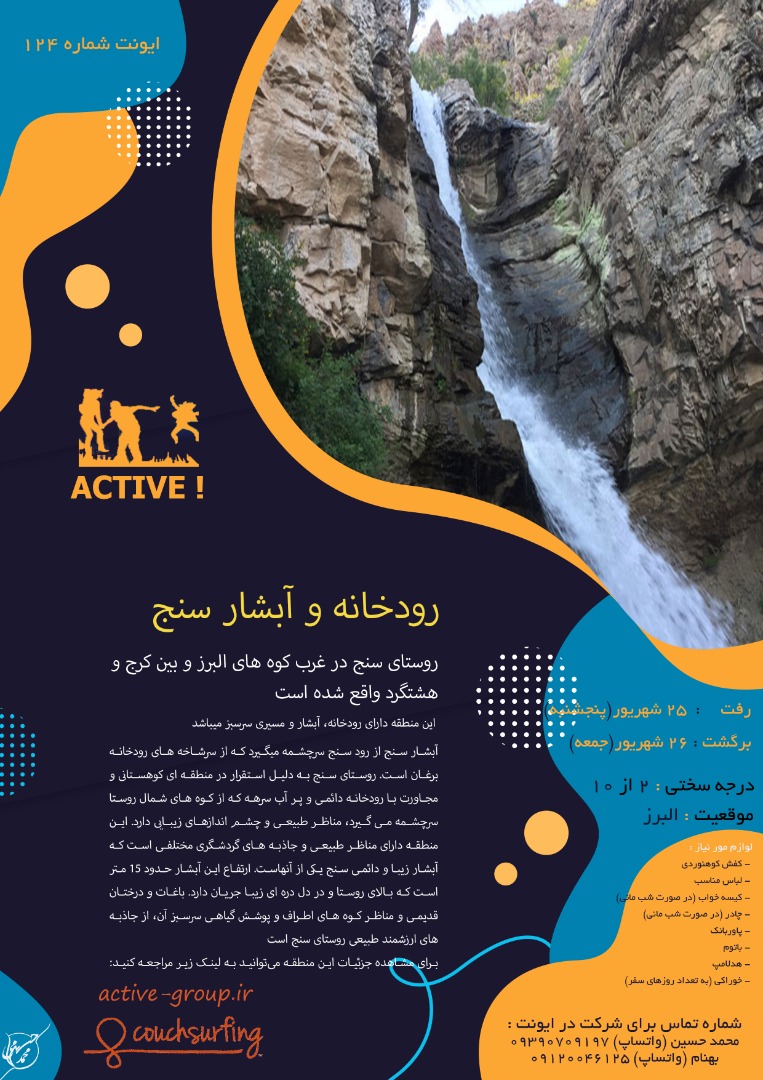 ایونت شماره ۱۲۴
ACTIVE !
رودخانه و آبشار سنج
روستای سنج در غرب کوه های البرز و بین کرج و
هشتگرد واقع شده است
این منطقه دارای رودخانه، آبشار و مسیری سرسبز میباشد
آبشار سنج از رود سنج سرچشمه میگیرد که از سرشاخه های رودخانه
برغان است. روستای سنج به دلیل استقرار در منطقه ای کوهستانی و
مجاورت با رودخانه دائمی و پر آب سرهه که از کوه های شمال روستا
سرچشمه می گیرد، مناظر طبیعی و چشم اندازهای زیبایی دارد. این
منطقه دارای مناظر طبیعی و جاذبه های گردشگری مختلفی است که
آبشار زیبا و دائمی سنج یکی از آنهاست. ارتفاع این آبشار حدود 15 متر
است که بالای روستا و در دل دره ای زیبا جریان دارد. باغات و درختان
قدیمی و مناظر کوه های اطراف و پوشش گیاهی سرسبز آن، از جاذبه
های ارزشمند طبیعی روستای سنج است
برای مشاهده جزئیات این منطقه می‌توانید به لینک زیر مراجعه کنید:
active-group.ir
couchsurfing
رفت : ۲۵ شهریور(پنجشنبه)
برگشت : ۲۶ شهریور(جمعه)
درجه سختی : ۲ از ۱۰
موقعیت : البرز
لوازم مور نیاز :
- کفش کوهنوردی
- لباس مناسب
- کیسه خواب (در صورت شب مانی)
- چادر (در صورت شب مانی)
- پاوربانک
- باتوم
- هدلامپ
- خوراکی (به تعداد روزهای سفر)
شماره تماس برای شرکت در ایونت :
محمد حسین (واتساپ) ۰۹۳۹۰۷۰۹۱۹۷
بهنام (واتساپ) ۰۹۱۲۰۰۴۶۱۲۵